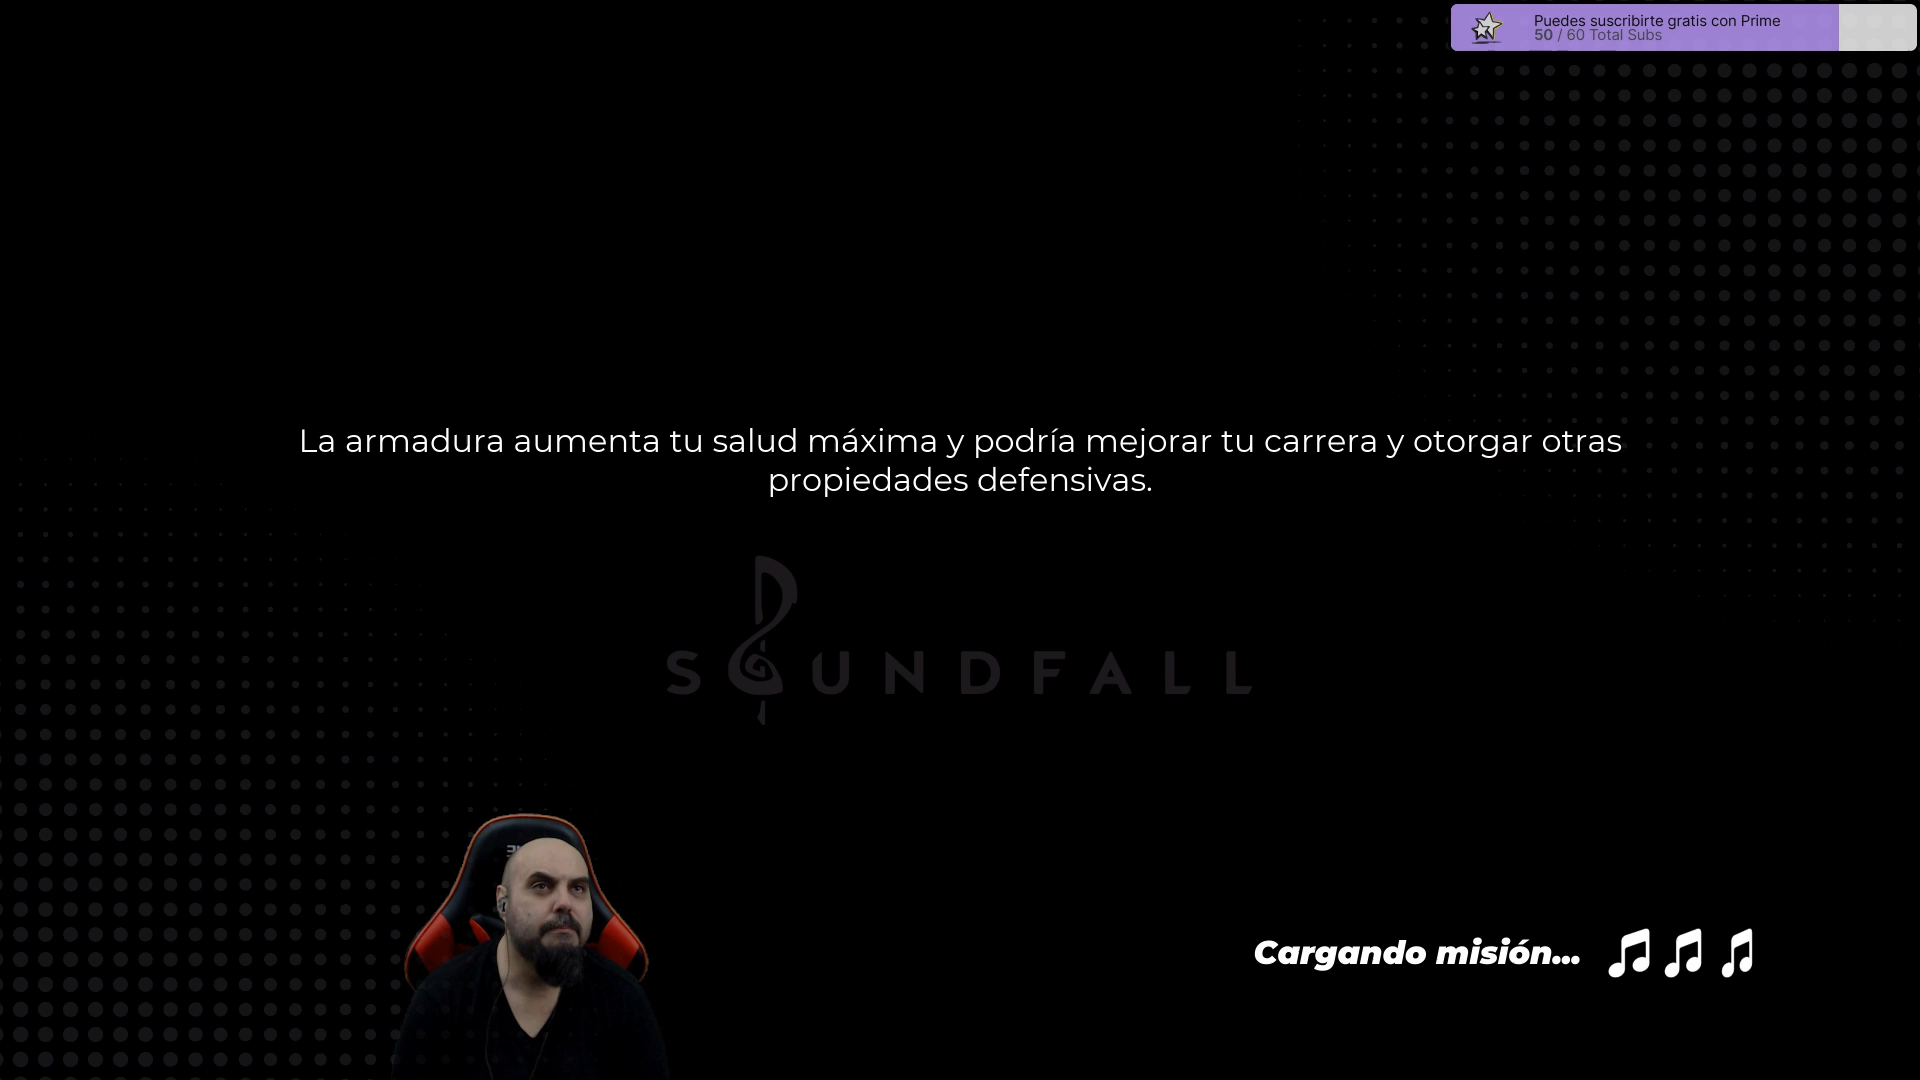 Puedes suscribirte gratis con Prime
50 / 60 Total Subs
La armadura aumenta tu salud máxima y podría mejorar tu carrera y otorgar otras
propiedades defensivas.
SOUNDFALL
Cargando misión...